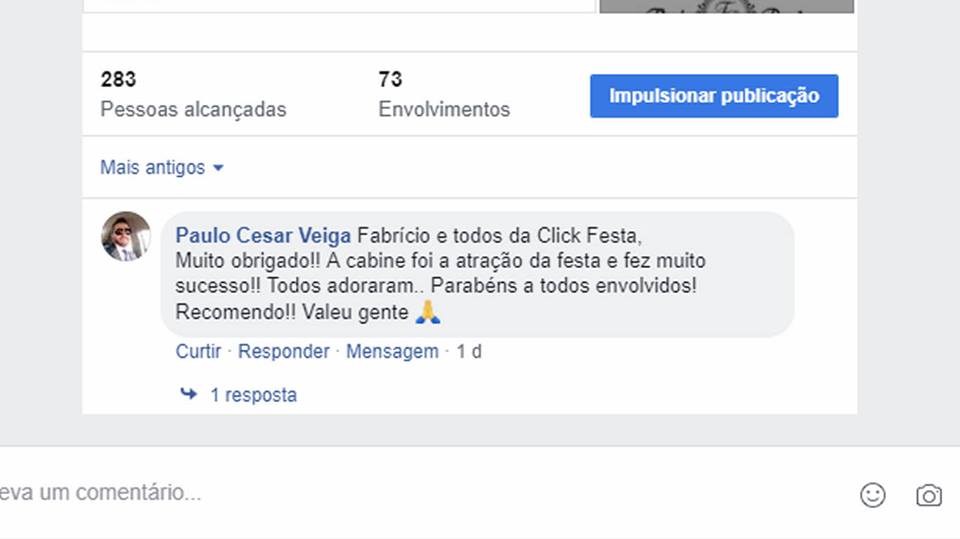 283
Pessoas alcançadas
73
Envolvimentos
Impulsionar publicação
Mais antigos
Paulo Cesar Veiga Fabrício e todos da Click Festa,
Muito obrigado!! A cabine foi a atração da festa e fez muito
sucesso!! Todos adoraram.. Parabéns a todos envolvidos!
Recomendo!! Valeu gente 🙏
Curtir · Responder · Mensagem · 1 d
1 resposta
eva um comentário...